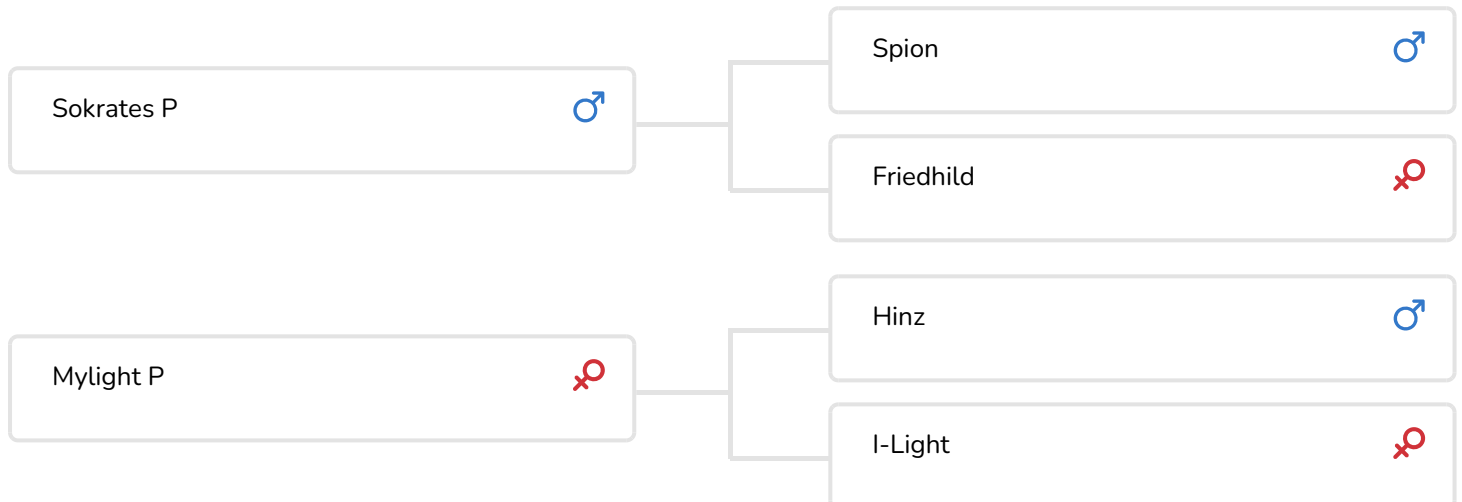 Spion
Sokrates P
Friedhild
Hinz
Mylight P
I-Light